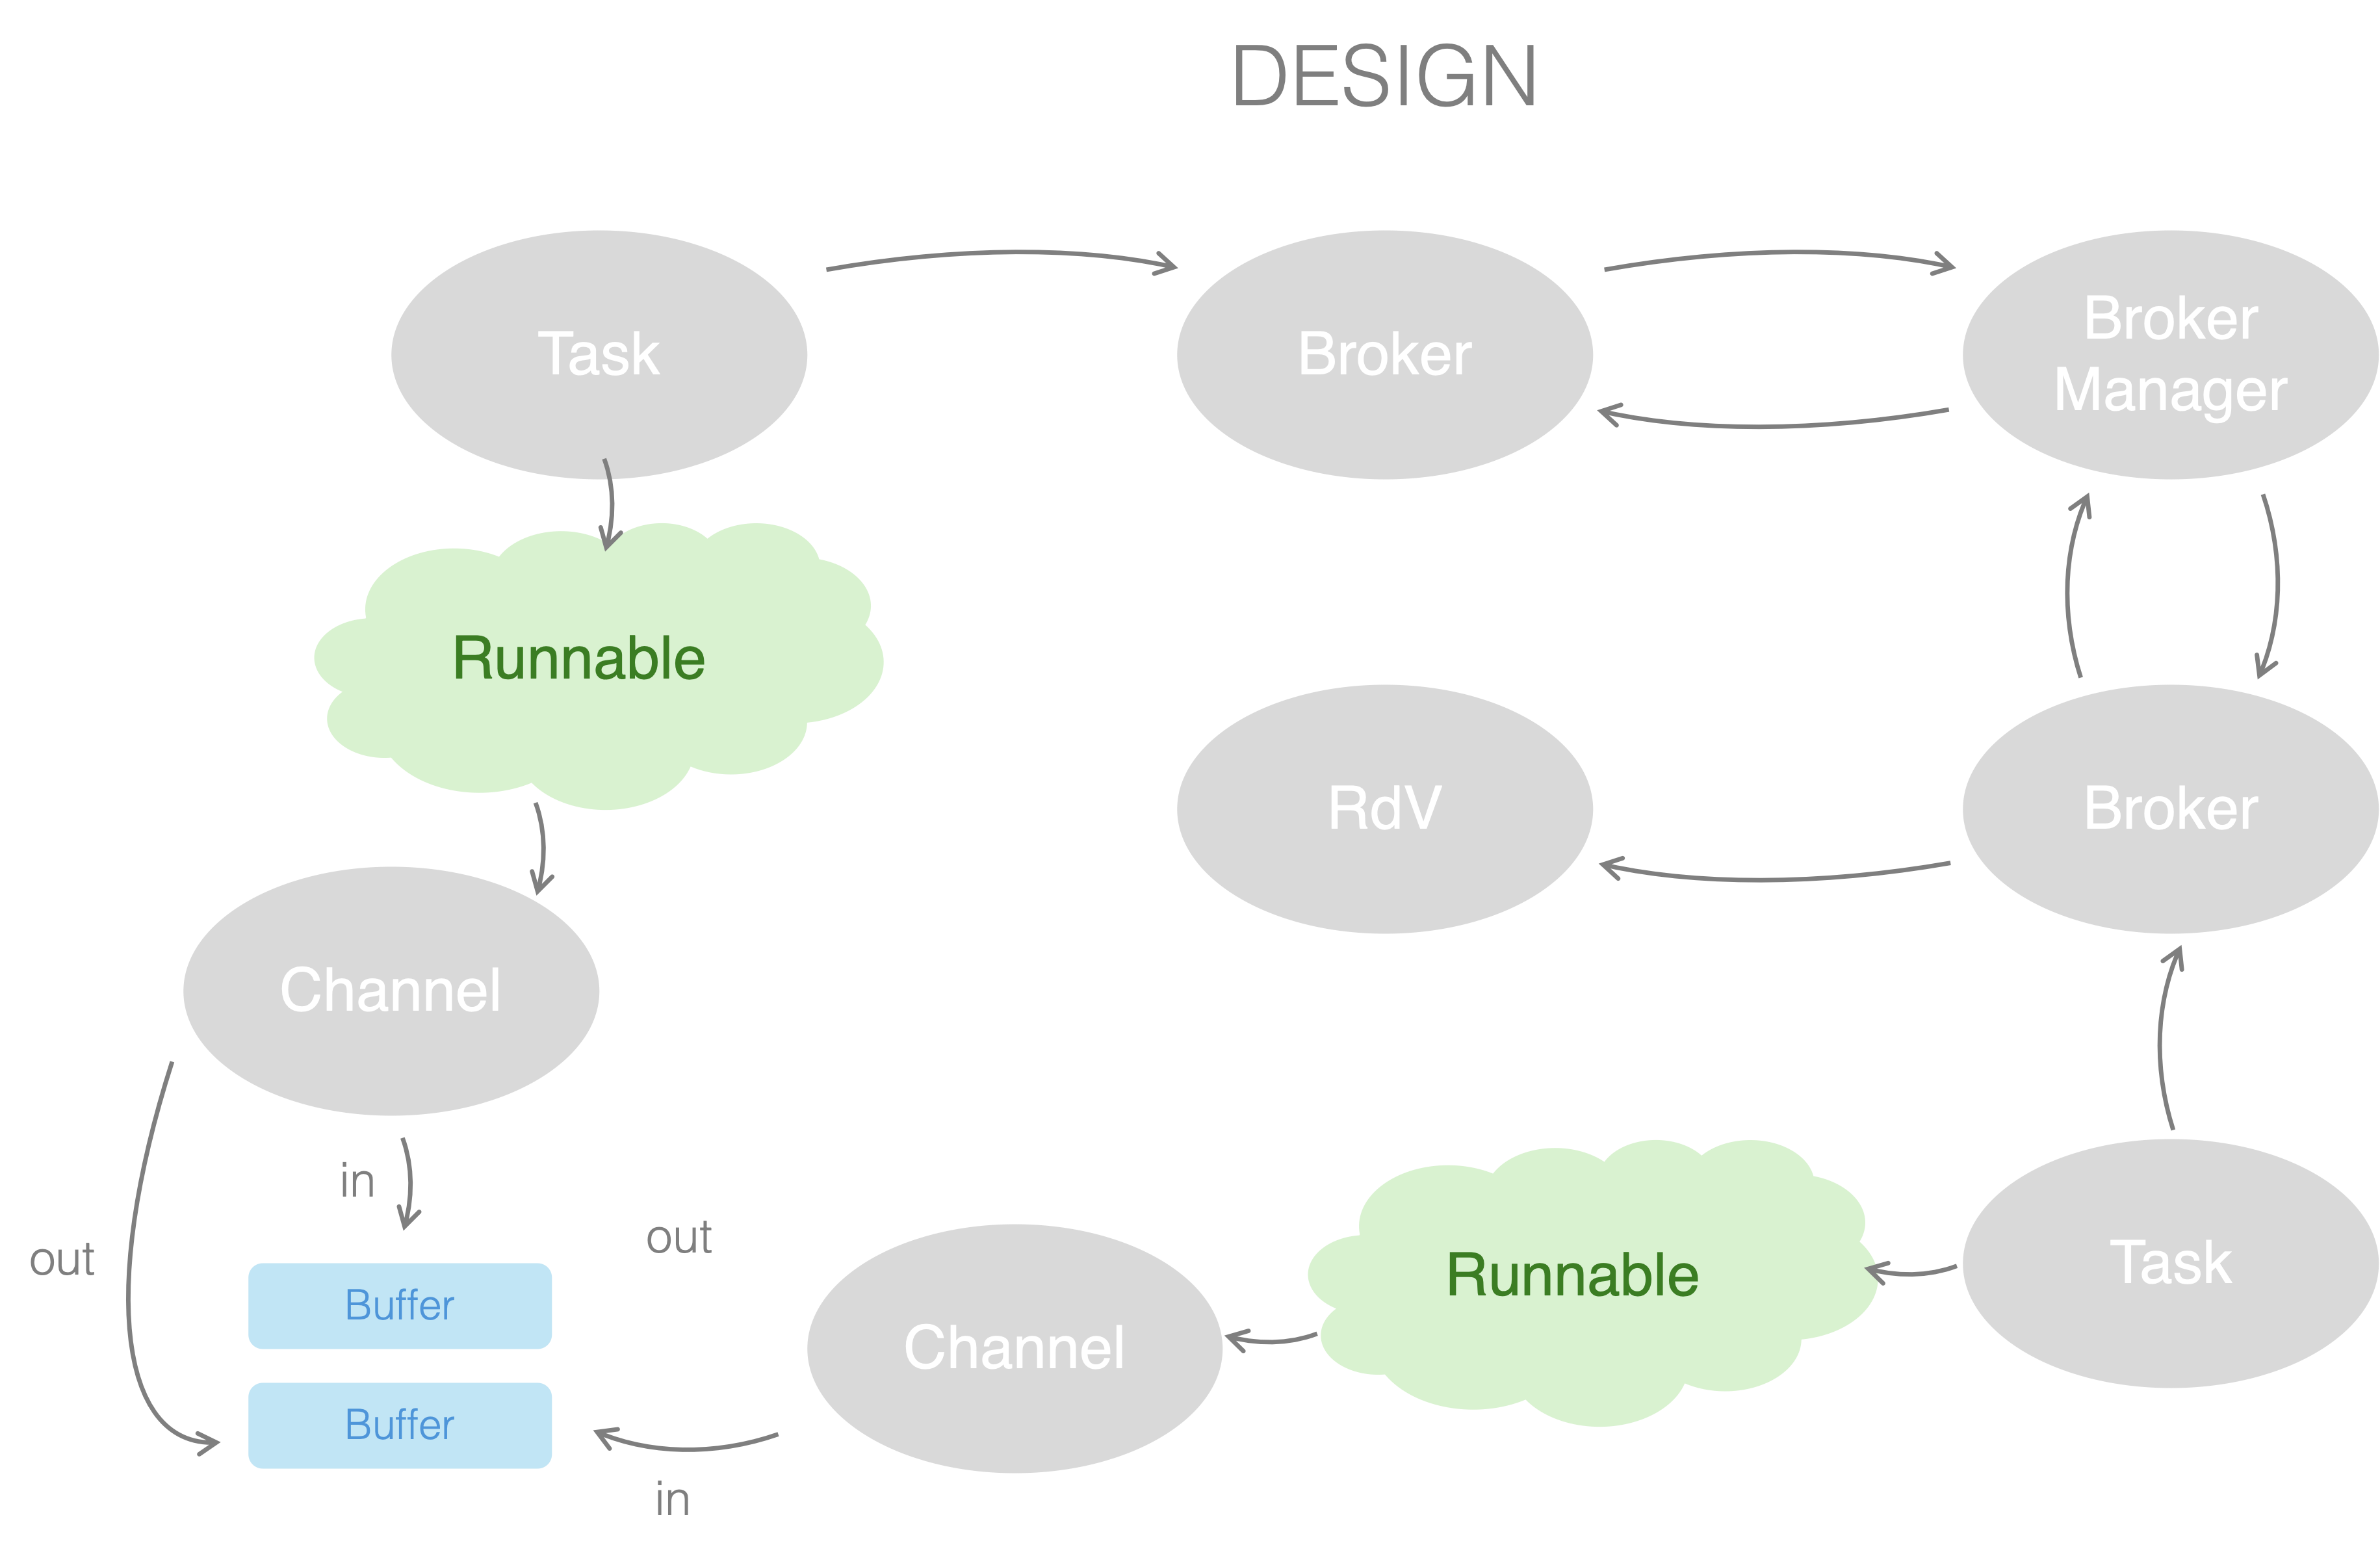 DESIGN
Task
Broker
Broker
Manager
Runnable
RdV
Broker
Channel
in
out
out
Buffer
Buffer
Channel
in
Runnable
Task